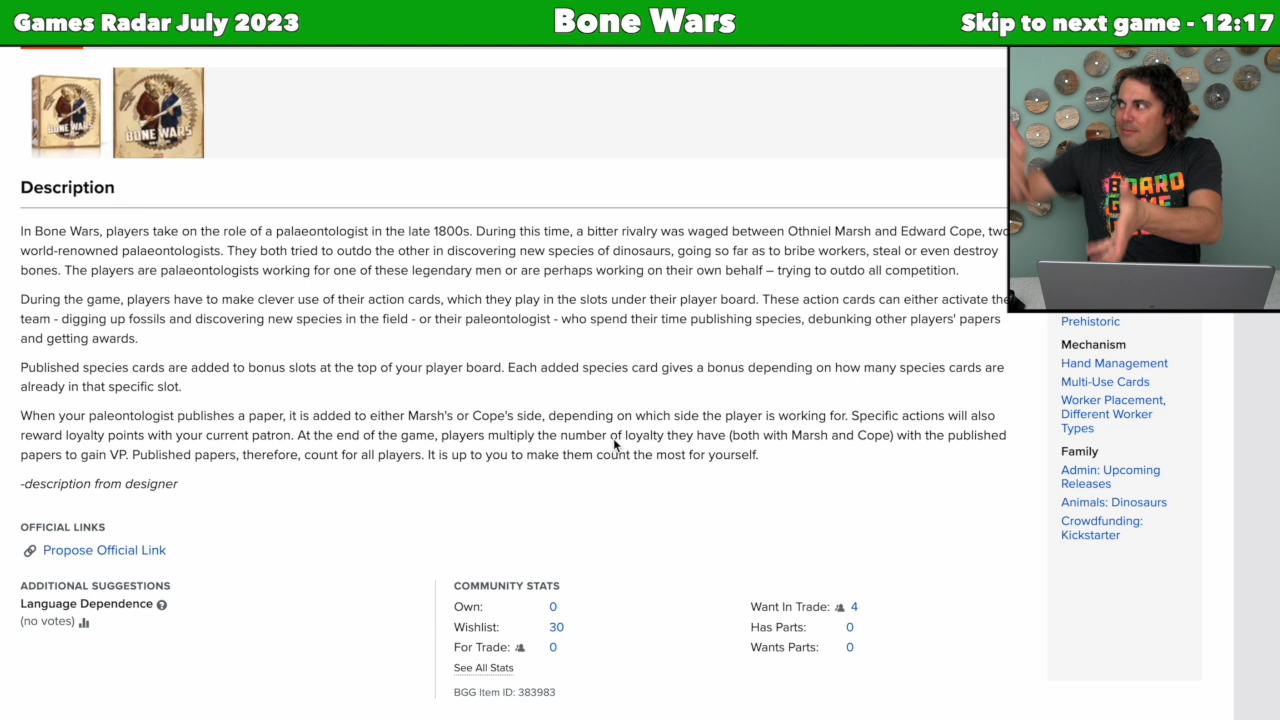 Games Radar July 2023
Bone Wars
Skip to next game - 12:17
BONE WARS
BONE WARS
BOARD
GAME
Description
In Bone Wars, players take on the role of a palaeontologist in the late 1800s. During this time, a bitter rivalry was waged between Othniel Marsh and Edward Cope, two
world-renowned palaeontologists. They both tried to outdo the other in discovering new species of dinosaurs, going so far as to bribe workers, steal or even destroy
bones. The players are palaeontologists working for one of these legendary men or are perhaps working on their own behalf – trying to outdo all competition.
During the game, players have to make clever use of their action cards, which they play in the slots under their player board. These action cards can either activate the
team - digging up fossils and discovering new species in the field - or their paleontologist - who spend their time publishing species, debunking other players' papers
and getting awards.
Published species cards are added to bonus slots at the top of your player board. Each added species card gives a bonus depending on how many species cards are
already in that specific slot.
When your paleontologist publishes a paper, it is added to either Marsh's or Cope's side, depending on which side the player is working for. Specific actions will also
reward loyalty points with your current patron. At the end of the game, players multiply the number of loyalty they have (both with Marsh and Cope) with the published
papers to gain VP. Published papers, therefore, count for all players. It is up to you to make them count the most for yourself.
-description from designer
OFFICIAL LINKS
Propose Official Link
ADDITIONAL SUGGESTIONS
Language Dependence
(no votes)
COMMUNITY STATS
Own: 0
Wishlist: 30
For Trade: 0
See All Stats
BGG Item ID: 383983
Want In Trade: 4
Has Parts: 0
Wants Parts: 0
Prehistoric
Mechanism
Hand Management
Multi-Use Cards
Worker Placement,
Different Worker
Types
Family
Admin: Upcoming
Releases
Animals: Dinosaurs
Crowdfunding:
Kickstarter